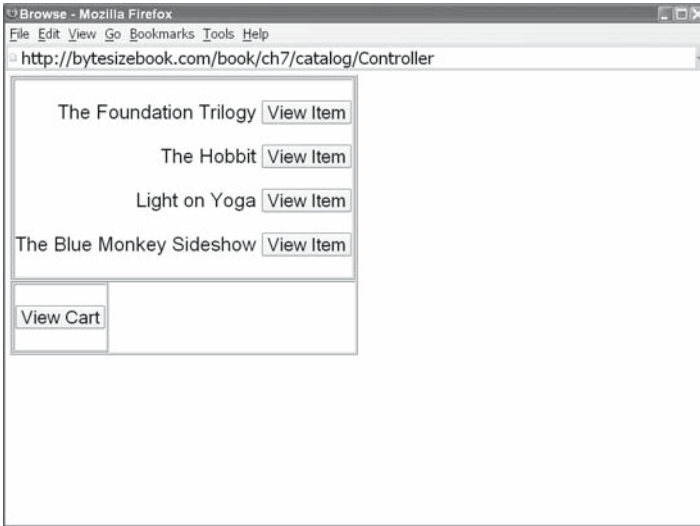 Browse - Mozilla Firefox
File Edit View Go Bookmarks Tools Help
http://bytesizebook.com/book/ch7/catalog/Controller
The Foundation Trilogy View Item
The Hobbit View Item
Light on Yoga View Item
The Blue Monkey Sideshow View Item
View Cart